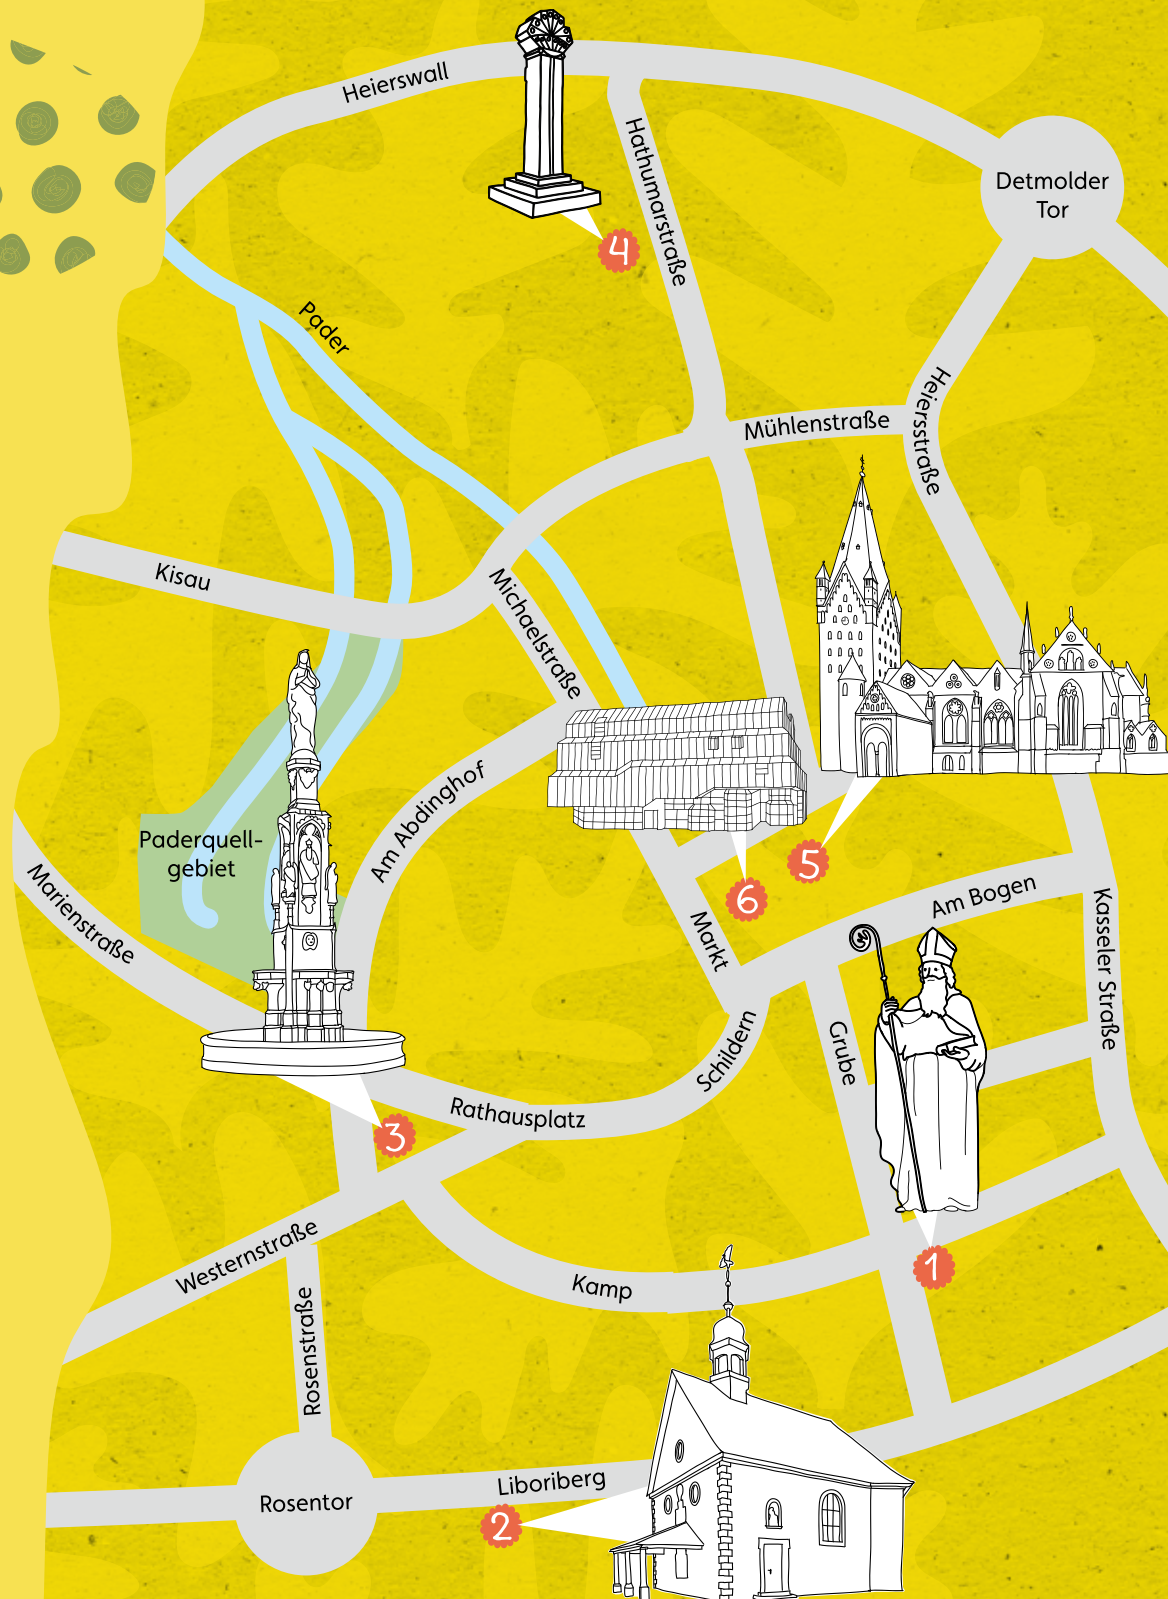 Heierswall
Hathumarstraße
Detmolder
Tor
4
Pader
Heiersstraße
Mühlenstraße
Kisau
Michaelstraße
Am Abdinghof
Paderquell-
gebiet
Marienstraße
5
6
Am Bogen
Markt
Kasseler Straße
Schildern
Grube
Rathausplatz
3
Westernstraße
1
Kamp
Rosenstraße
Liboriberg
Rosentor
2